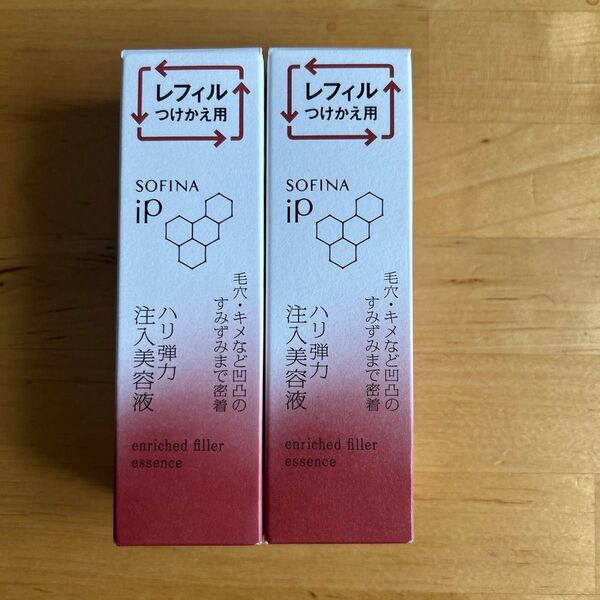 レフィル
つけかえ用
SOFINA
iP
毛穴・キメなど凹凸の
すみずみまで密着
ハリ弾力
注入美容液
enriched filler
essence
レフィル
つけかえ用
SOFINA
iP
毛穴・キメなど凹凸の
すみずみまで密着
ハリ弾力
注入美容液
enriched filler
essence